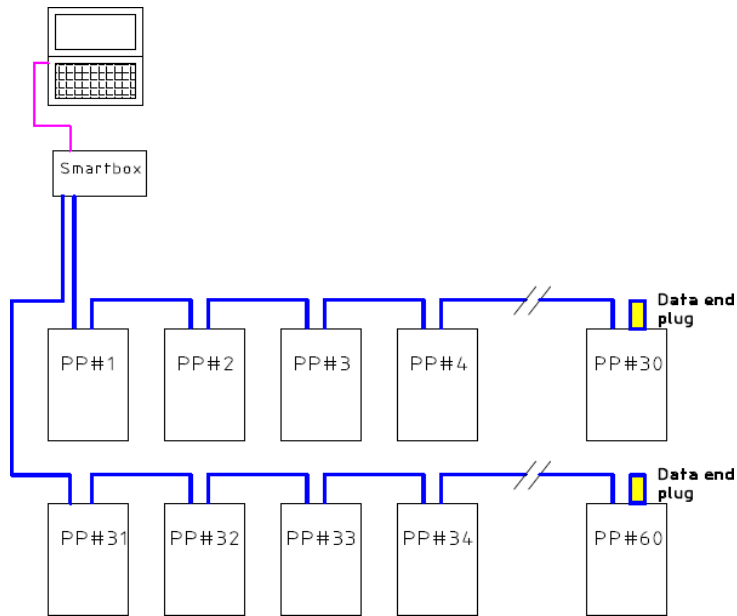 Smartbox
Data end
plug
PP#1
PP#2
PP#3
PP#4
PP#30
Data end
plug
PP#31
PP#32
PP#33
PP#34
PP#60